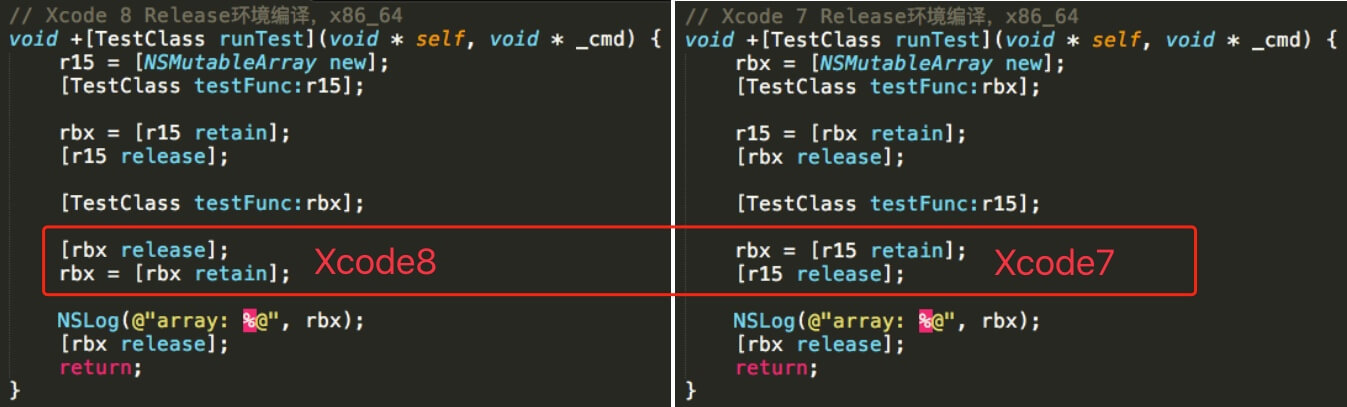 // Xcode 8 Release环境编译，x86_64
void +[TestClass runTest](void * self, void * _cmd) {
r15 = [NSMutableArray new];
[TestClass testFunc:r15];
rbx = [r15 retain];
[r15 release];
[TestClass testFunc:rbx];
[rbx release];
rbx = [rbx retain];
Xcode8
NSLog(@"array: %@", rbx);
[rbx release];
return;
}
// Xcode 7 Release环境编译，x86_64
void +[TestClass runTest](void * self, void * _cmd) {
rbx = [NSMutableArray new];
[TestClass testFunc:rbx];
r15 = [rbx retain];
[rbx release];
[TestClass testFunc:r15];
rbx = [r15 retain];
[r15 release];
Xcode7
NSLog(@"array: %@", rbx);
[rbx release];
return;
}